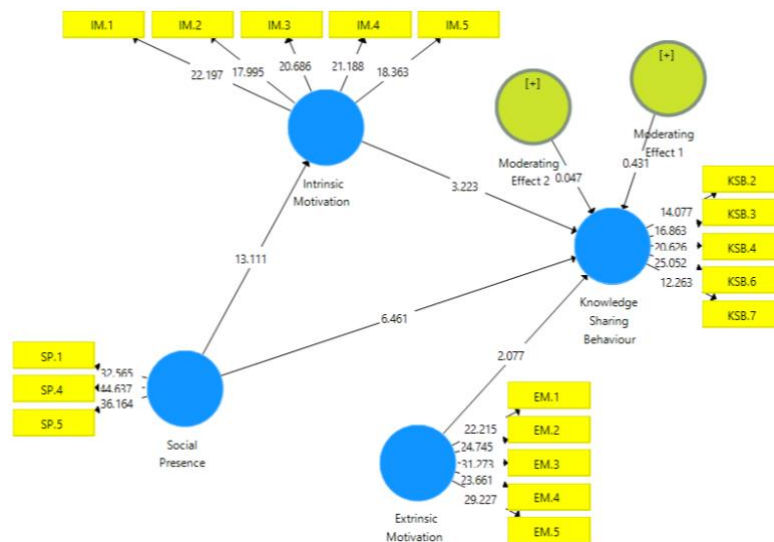 IM.1
IM.2
IM.3
IM.4
IM.5
22.197
17.995
20.686
21.188
18.363
Intrinsic
Motivation
[+]
Moderating
Effect 2
0.047
[+]
Moderating
Effect 1
0.431
3.223
13.111
6.461
2.077
KSB.2
KSB.3
KSB.4
KSB.6
KSB.7
14.077
16.863
20.626
25.052
12.263
Knowledge
Sharing
Behaviour
SP.1
SP.4
SP.5
32.565
44.637
36.164
Social
Presence
EM.1
EM.2
EM.3
EM.4
EM.5
22.215
24.745
31.273
23.661
29.227
Extrinsic
Motivation